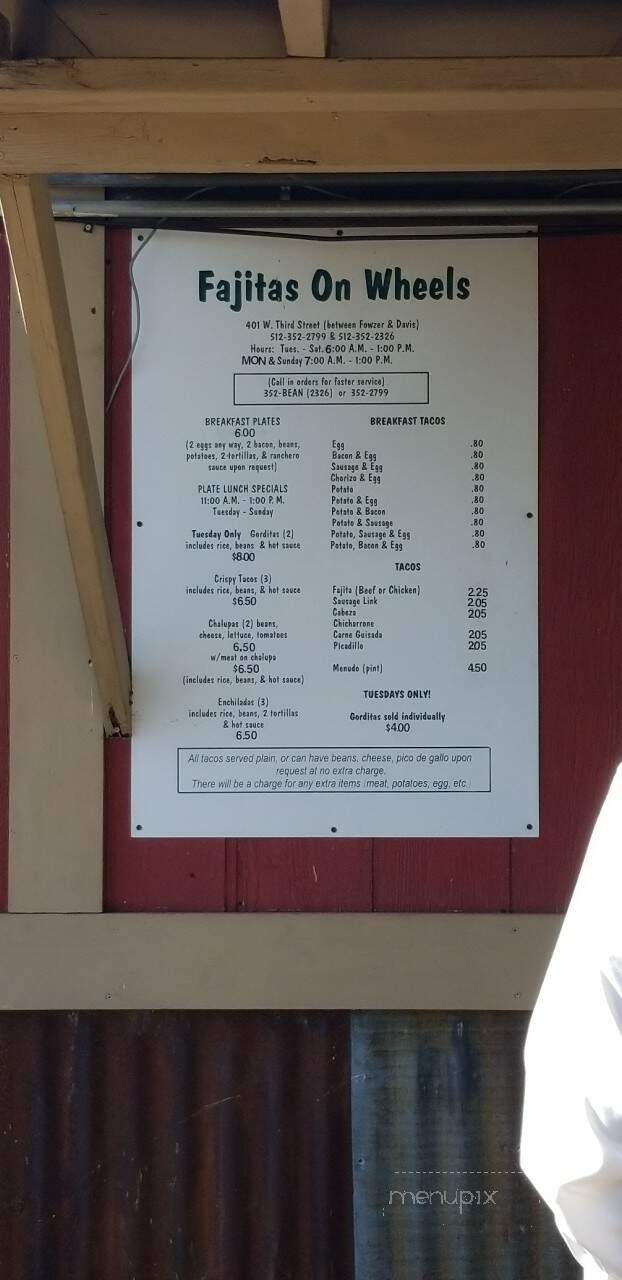 Fajitas On Wheels
401 W. Third Street (between Fowzer & Davis)
512-352-2799 & 512-352-2326
Hours: Tues. - Sat. 6:00 A.M. - 1:00 P.M.
MON & Sunday 7:00 A.M. - 1:00 P.M.
(Call in orders for faster service)
352-BEAN (2326) or 352-2799
BREAKFAST PLATES
6.00
(2 eggs any way, 2 bacon, beans,
potatoes, 2-tortillas, & ranchero
sauce upon request)
PLATE LUNCH SPECIALS
11:00 A.M. - 1:00 P.M.
Tuesday - Sunday
Tuesday Only Gorditas (2)
includes rice, beans & hot sauce
$8.00
Crispy Tacos (3)
includes rice, beans, & hot sauce
$6.50
Chalupas (2) beans,
cheese, lettuce, tomatoes
6.50
w/meat on chalupa
$6.50
(includes rice, beans, & hot sauce)
Enchiladas (3)
includes rice, beans, 2 tortillas
& hot sauce
6.50
BREAKFAST TACOS
Egg .80
Bacon & Egg .80
Sausage & Egg .80
Chorizo & Egg .80
Potato .80
Potato & Egg .80
Potato & Bacon .80
Potato & Sausage .80
Potato, Sausage & Egg .80
Potato, Bacon & Egg .80
TACOS
Fajita (Beef or Chicken) 2.25
Sausage Link 2.05
Cabeza 2.05
Chicharrone
Carne Guisada 2.05
Picadillo 2.05
Menudo (pint) 4.50
TUESDAYS ONLY!
Gorditas sold individually
$4.00
All tacos served plain, or can have beans, cheese, pico de gallo upon
request at no extra charge.
There will be a charge for any extra items (meat, potatoes, egg, etc.)
menupix